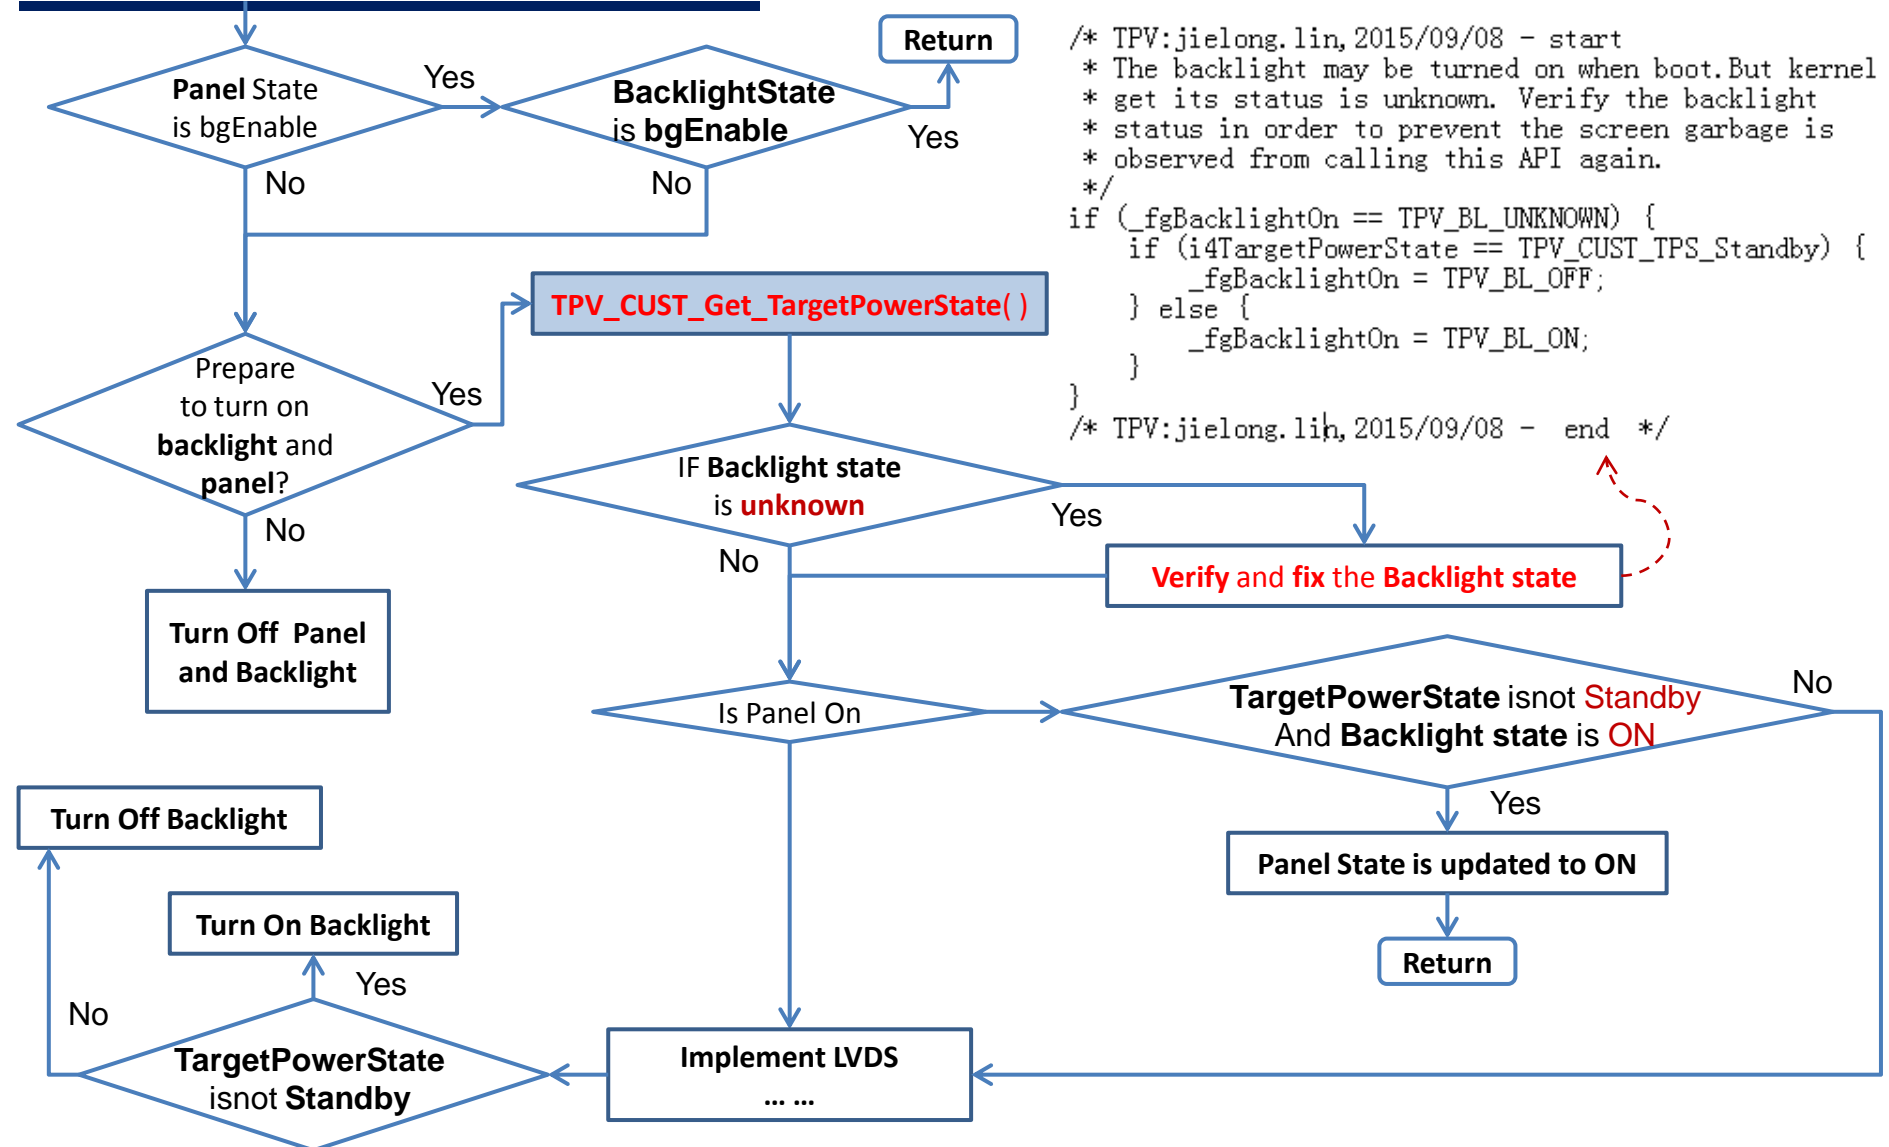 Return
Panel State
is bgEnable
Yes
BacklightState
is bgEnable
Yes
No
No
/* TPV:jielong.lin,2015/09/08 - start
 * The backlight may be turned on when boot.But kernel
 * get its status is unknown. Verify the backlight
 * status in order to prevent the screen garbage is
 * observed from calling this API again.
 */
if (_fgBacklightOn == TPV_BL_UNKNOWN) {
    if (i4TargetPowerState == TPV_CUST_TPS_Standby) {
        _fgBacklightOn = TPV_BL_OFF;
    } else {
        _fgBacklightOn = TPV_BL_ON;
    }
}
/* TPV:jielong.lin,2015/09/08 -  end  */
TPV_CUST_Get_TargetPowerState( )
Prepare
to turn on
backlight and
panel?
Yes
No
IF Backlight state
is unknown
Yes
No
Verify and fix the Backlight state
Turn Off Panel
and Backlight
Is Panel On
TargetPowerState isnot Standby
And Backlight state is ON
No
Yes
Panel State is updated to ON
Return
Turn Off Backlight
Turn On Backlight
Yes
No
TargetPowerState
isnot Standby
Implement LVDS
... ...